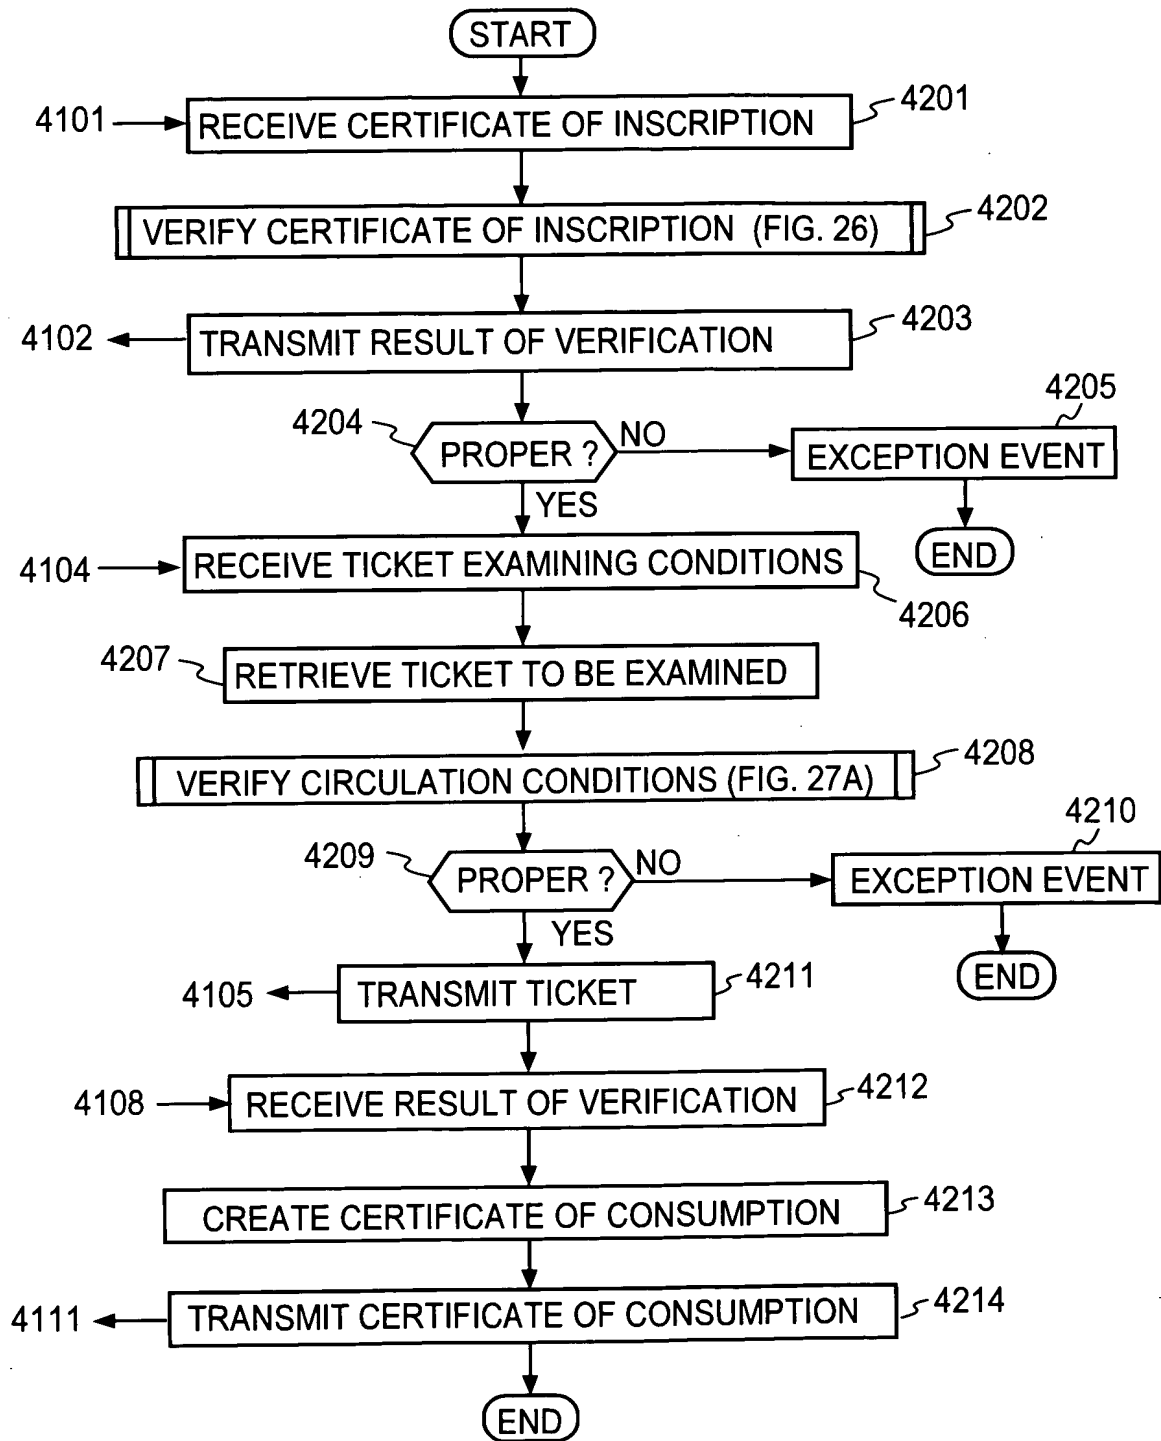 START
4101
RECEIVE CERTIFICATE OF INSCRIPTION
4201
VERIFY CERTIFICATE OF INSCRIPTION (FIG. 26)
4202
4102
TRANSMIT RESULT OF VERIFICATION
4203
4204
PROPER ?
NO
4205
EXCEPTION EVENT
YES
END
4104
RECEIVE TICKET EXAMINING CONDITIONS
4206
4207
RETRIEVE TICKET TO BE EXAMINED
VERIFY CIRCULATION CONDITIONS (FIG. 27A)
4208
4209
PROPER ?
NO
4210
EXCEPTION EVENT
YES
END
4105
TRANSMIT TICKET
4211
4108
RECEIVE RESULT OF VERIFICATION
4212
CREATE CERTIFICATE OF CONSUMPTION
4213
4111
TRANSMIT CERTIFICATE OF CONSUMPTION
4214
END